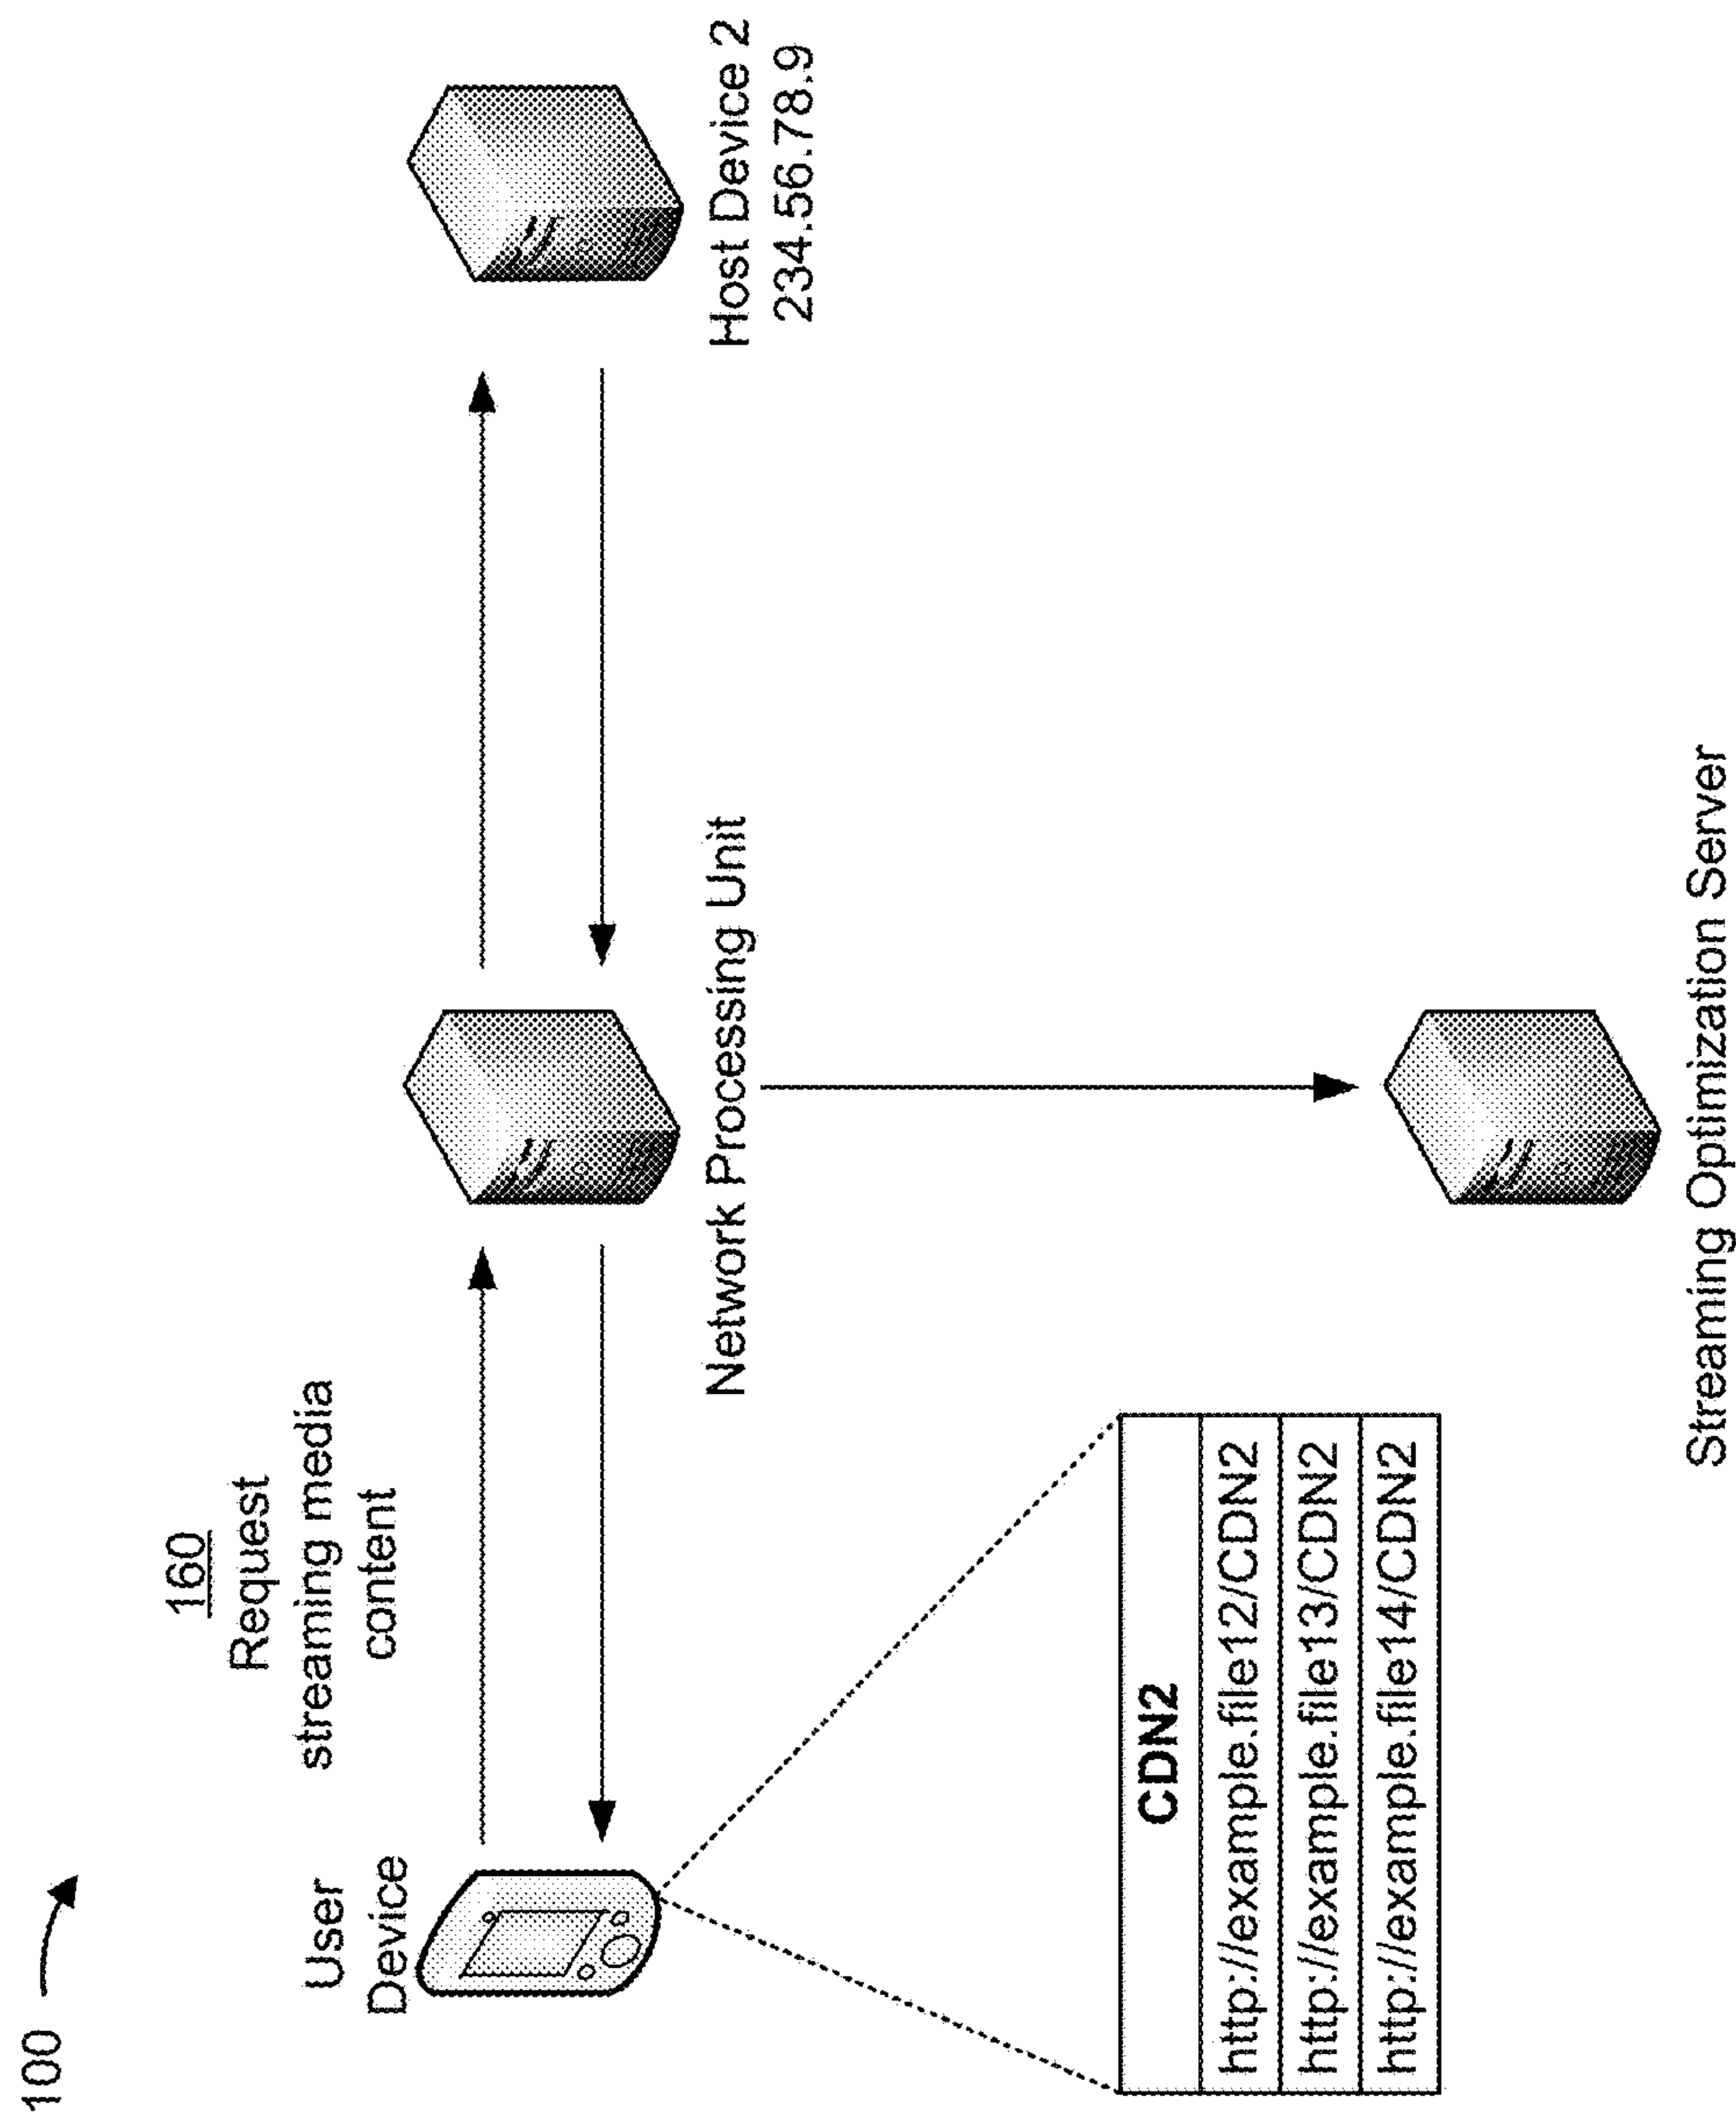 100
160
Request
streaming media
content
User
Device
Network Processing Unit
Host Device 2
234.56.78.9
CDN2
http://example.file12/CDN2
http://example.file13/CDN2
http://example.file14/CDN2
Streaming Optimization Server